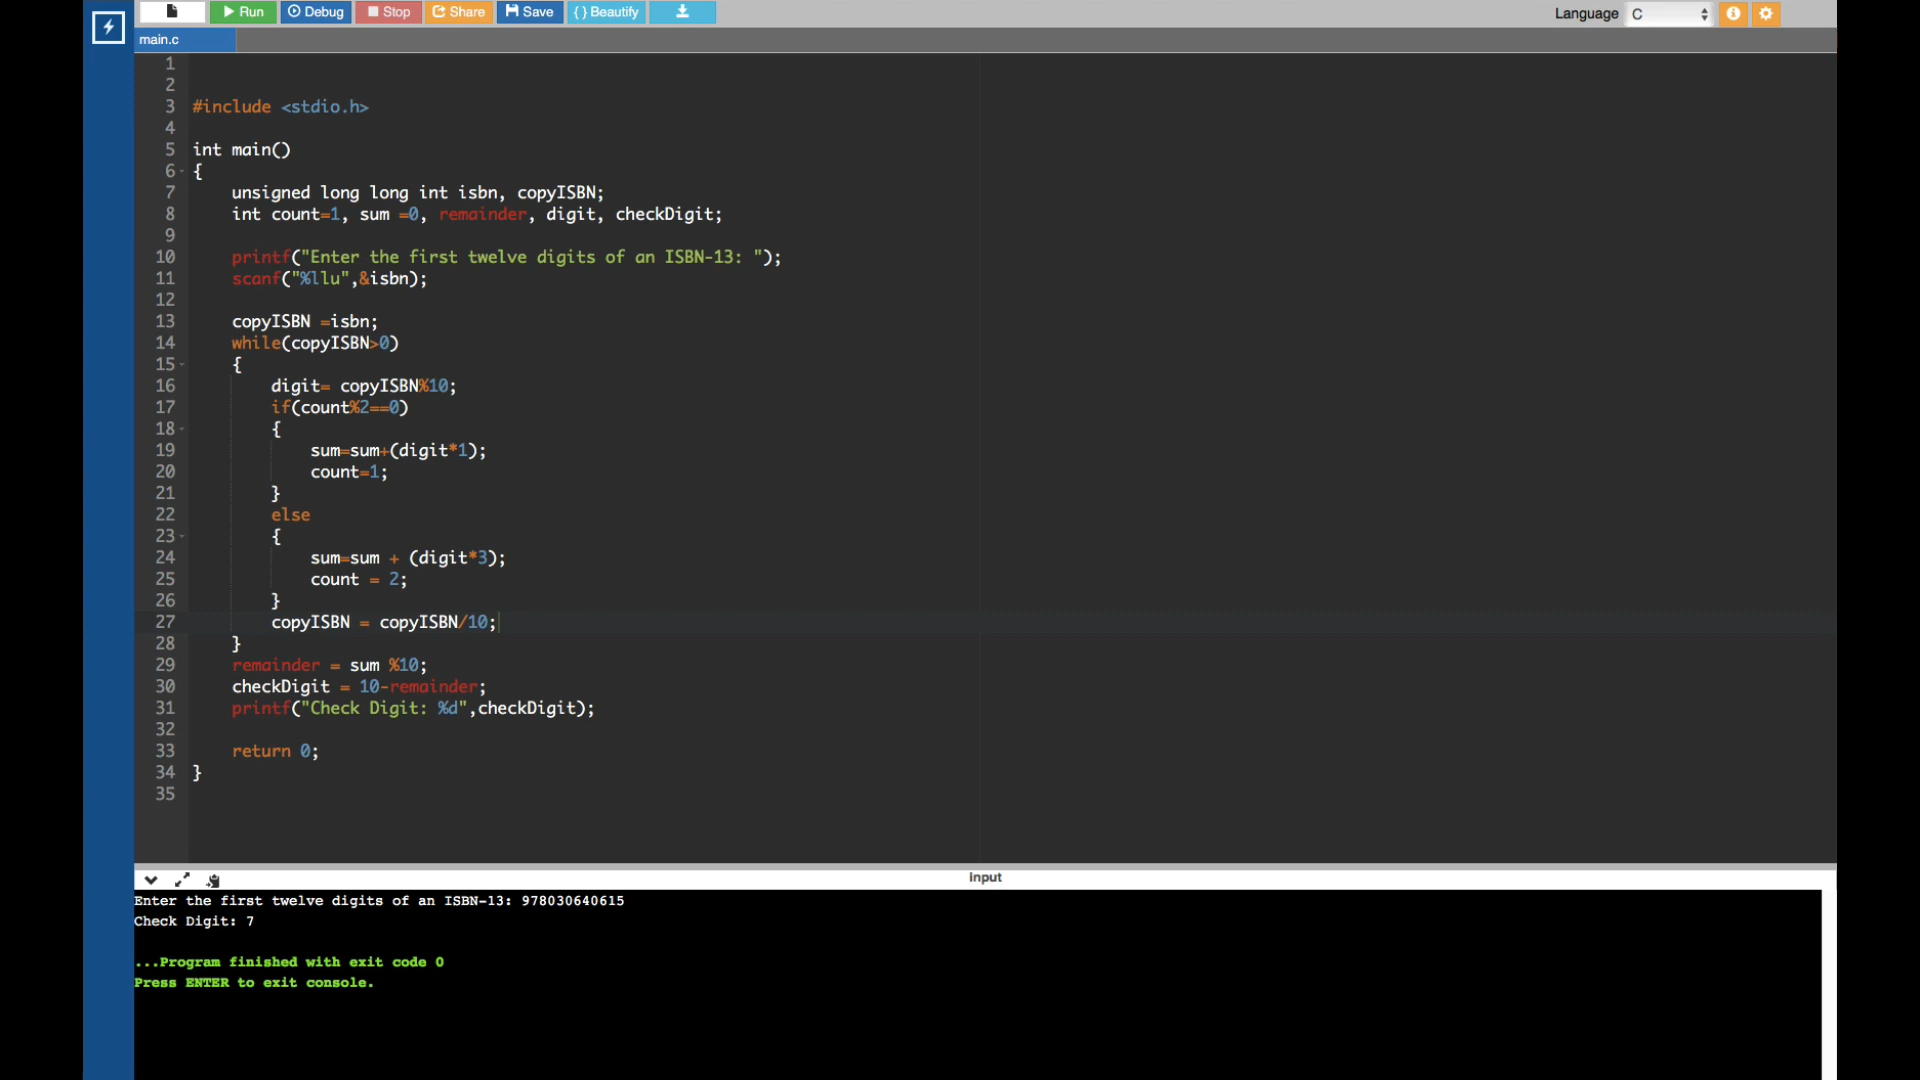 Run Debug Stop Share Save { } Beautify Language C
main.c
1
2
3 #include <stdio.h>
4
5 int main()
6 {
7 unsigned long long int isbn, copyISBN;
8 int count=1, sum =0, remainder, digit, checkDigit;
9
10 printf("Enter the first twelve digits of an ISBN-13: ");
11 scanf("%llu",&isbn);
12
13 copyISBN =isbn;
14 while(copyISBN>0)
15 {
16 digit= copyISBN%10;
17 if(count%2==0)
18 {
19 sum=sum+(digit*1);
20 count=1;
21 }
22 else
23 {
24 sum=sum + (digit*3);
25 count = 2;
26 }
27 copyISBN = copyISBN/10;
28 }
29 remainder = sum %10;
30 checkDigit = 10-remainder;
31 printf("Check Digit: %d",checkDigit);
32
33 return 0;
34 }
35
input
Enter the first twelve digits of an ISBN-13: 978030640615
Check Digit: 7
...Program finished with exit code 0
Press ENTER to exit console.